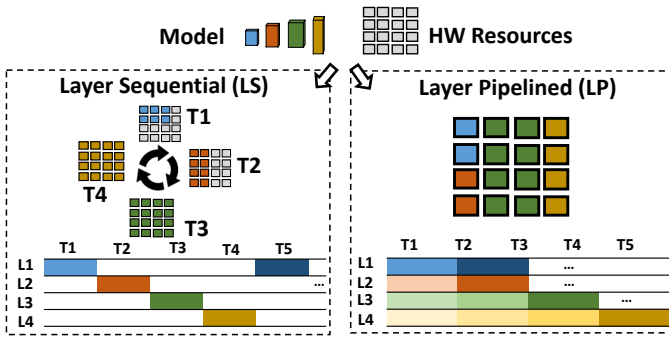 Model
HW Resources
Layer Sequential (LS)
T1
T2
T4
T3
T1 T2 T3 T4 T5
L1
L2 ...
L3
L4
Layer Pipelined (LP)
T1 T2 T3 T4 T5
L1 ...
L2 ...
L3 ...
L4